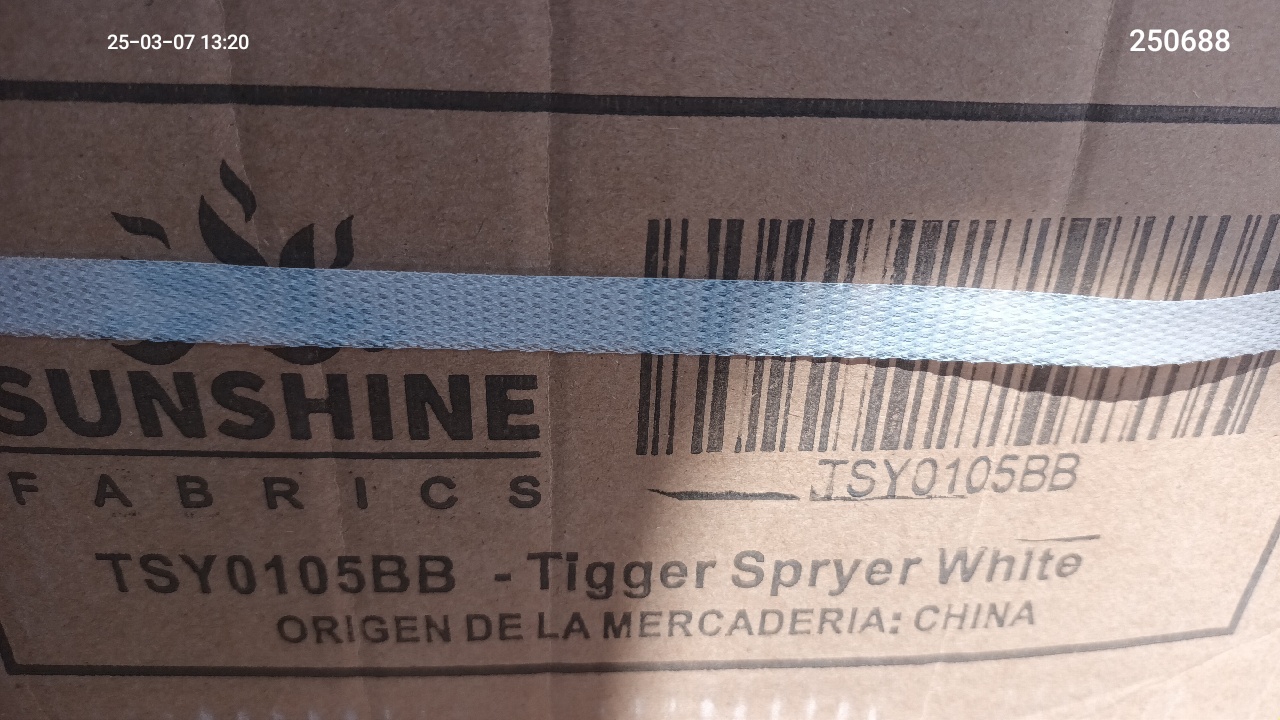 25-03-07 13:20
250688
SUNSHINE
FABRICS
TSY0105BB
TSY0105BB - Tigger Spryer White
ORIGEN DE LA MERCADERIA: CHINA